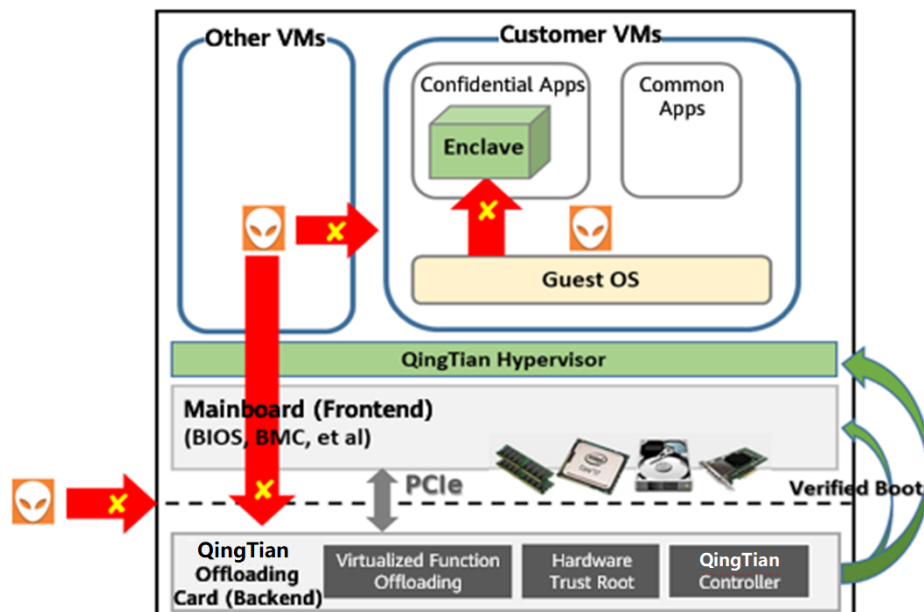 Other VMs
Customer VMs
Confidential Apps
Common
Apps
Enclave
Guest OS
QingTian Hypervisor
Mainboard (Frontend)
(BIOS, BMC, et al)
PCIe
Verified Boot
QingTian
Offloading
Card (Backend)
Virtualized Function
Offloading
Hardware
Trust Root
QingTian
Controller